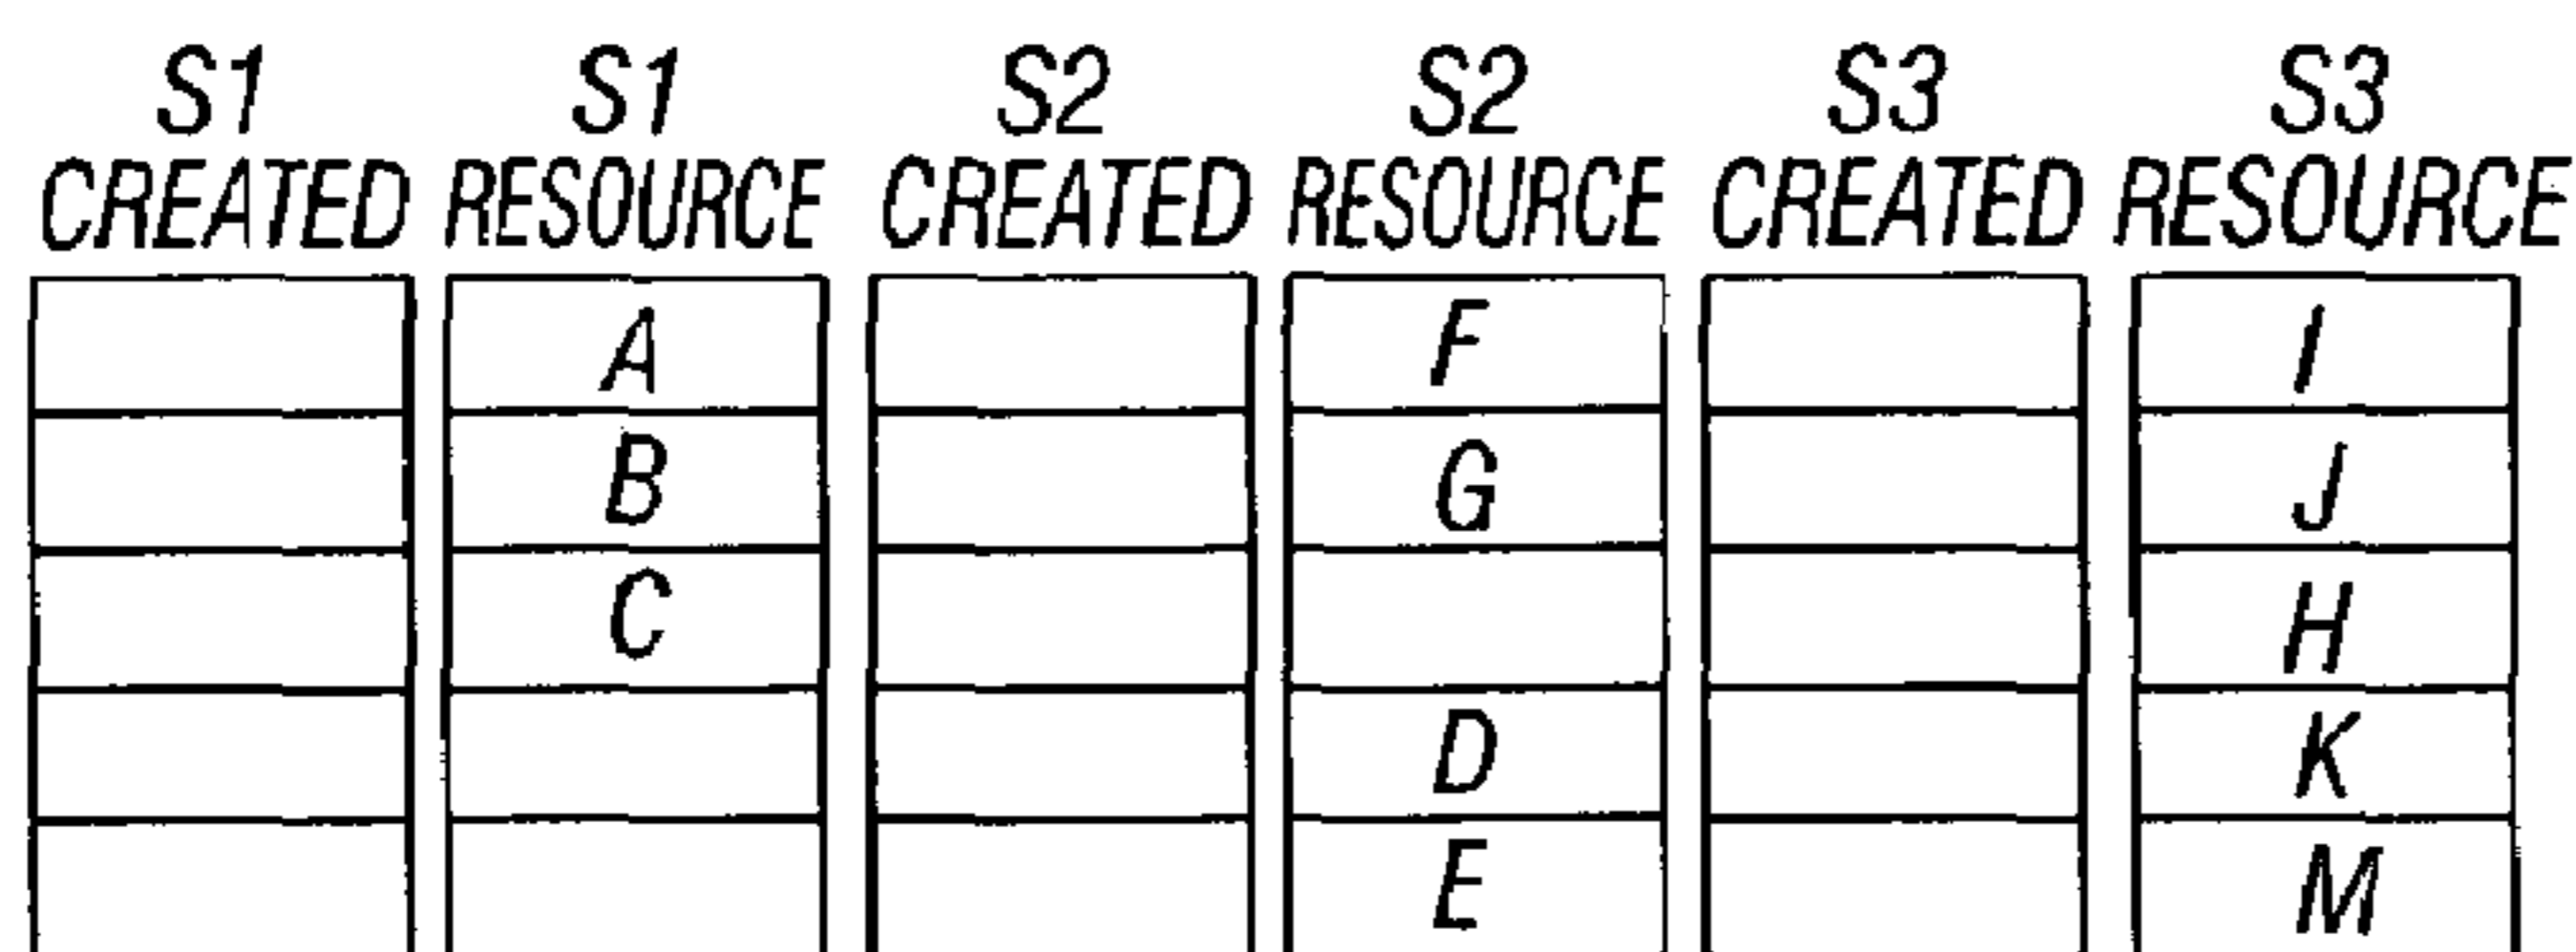 S1 S1 S2 S2 S3 S3
CREATED RESOURCE CREATED RESOURCE CREATED RESOURCE
A F I
B G J
C H
D K
E M